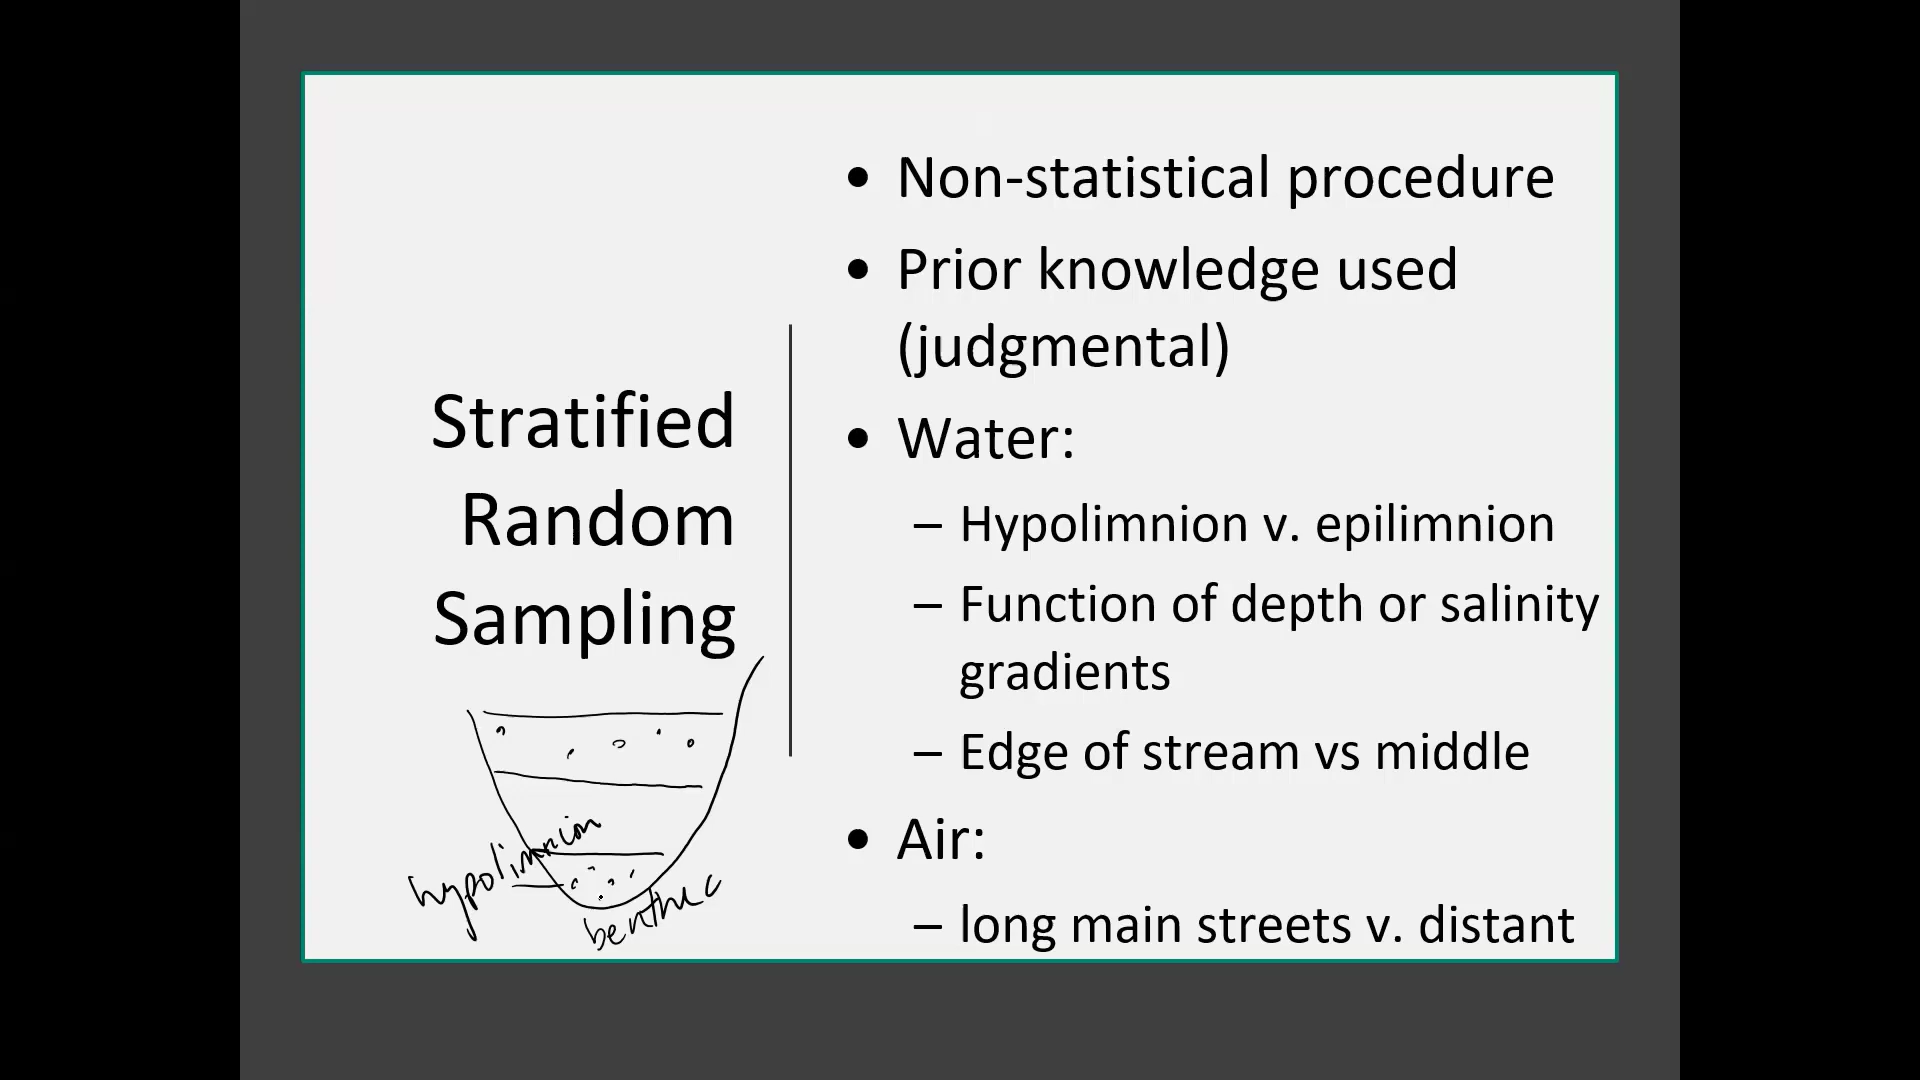 Stratified
Random
Sampling
hypolimnion
benthic
• Non-statistical procedure
• Prior knowledge used
(judgmental)
• Water:
– Hypolimnion v. epilimnion
– Function of depth or salinity
gradients
– Edge of stream vs middle
• Air:
– long main streets v. distant